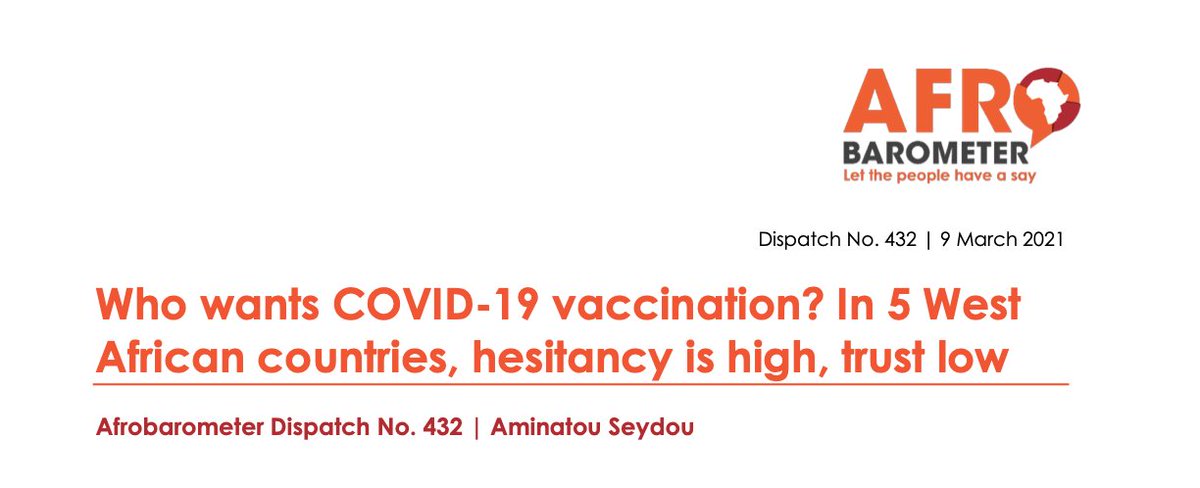 AFRO
BAROMETER
Let the people have a say
Dispatch No. 432 | 9 March 2021
Who wants COVID-19 vaccination? In 5 West
African countries, hesitancy is high, trust low
Afrobarometer Dispatch No. 432 | Aminatou Seydou